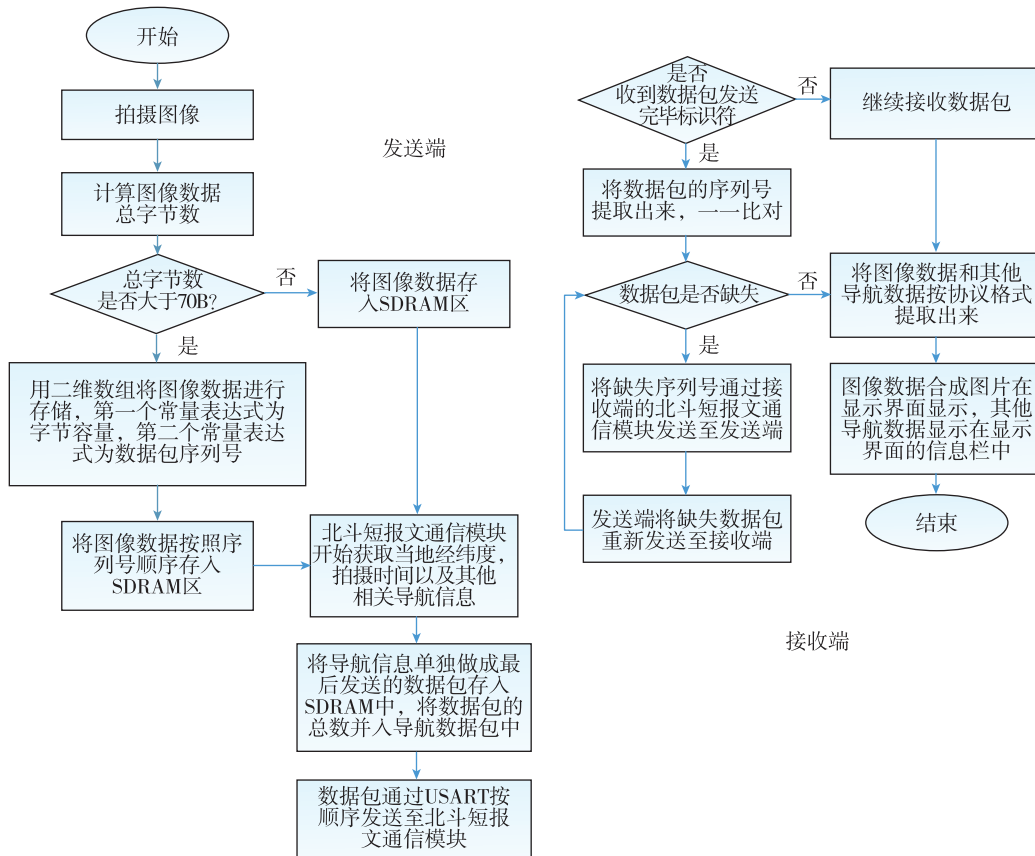 开始
拍摄图像
发送端
计算图像数据
总字节数
总字节数
是否大于70B?
否
将图像数据存
入SDRAM区
是
用二维数组将图像数据进行
存储，第一个常量表达式为
字节容量，第二个常量表达
式为数据包序列号
将图像数据按照序
列号顺序存入
SDRAM区
北斗短报文通信模块
开始获取当地经纬度，
拍摄时间以及其他
相关导航信息
将导航信息单独做成最
后发送的数据包存入
SDRAM中，将数据包的
总数并入导航数据包中
数据包通过USART按
顺序发送至北斗短报
文通信模块
是否
收到数据包发送
完毕标识符
否
继续接收数据包
是
将数据包的序列号
提取出来，一一比对
数据包是否缺失
否
将图像数据和其他
导航数据按协议格式
提取出来
是
将缺失序列号通过接
收端的北斗短报文通
信模块发送至发送端
图像数据合成图片在
显示界面显示，其他
导航数据显示在显示
界面的信息栏中
发送端将缺失数据包
重新发送至接收端
结束
接收端